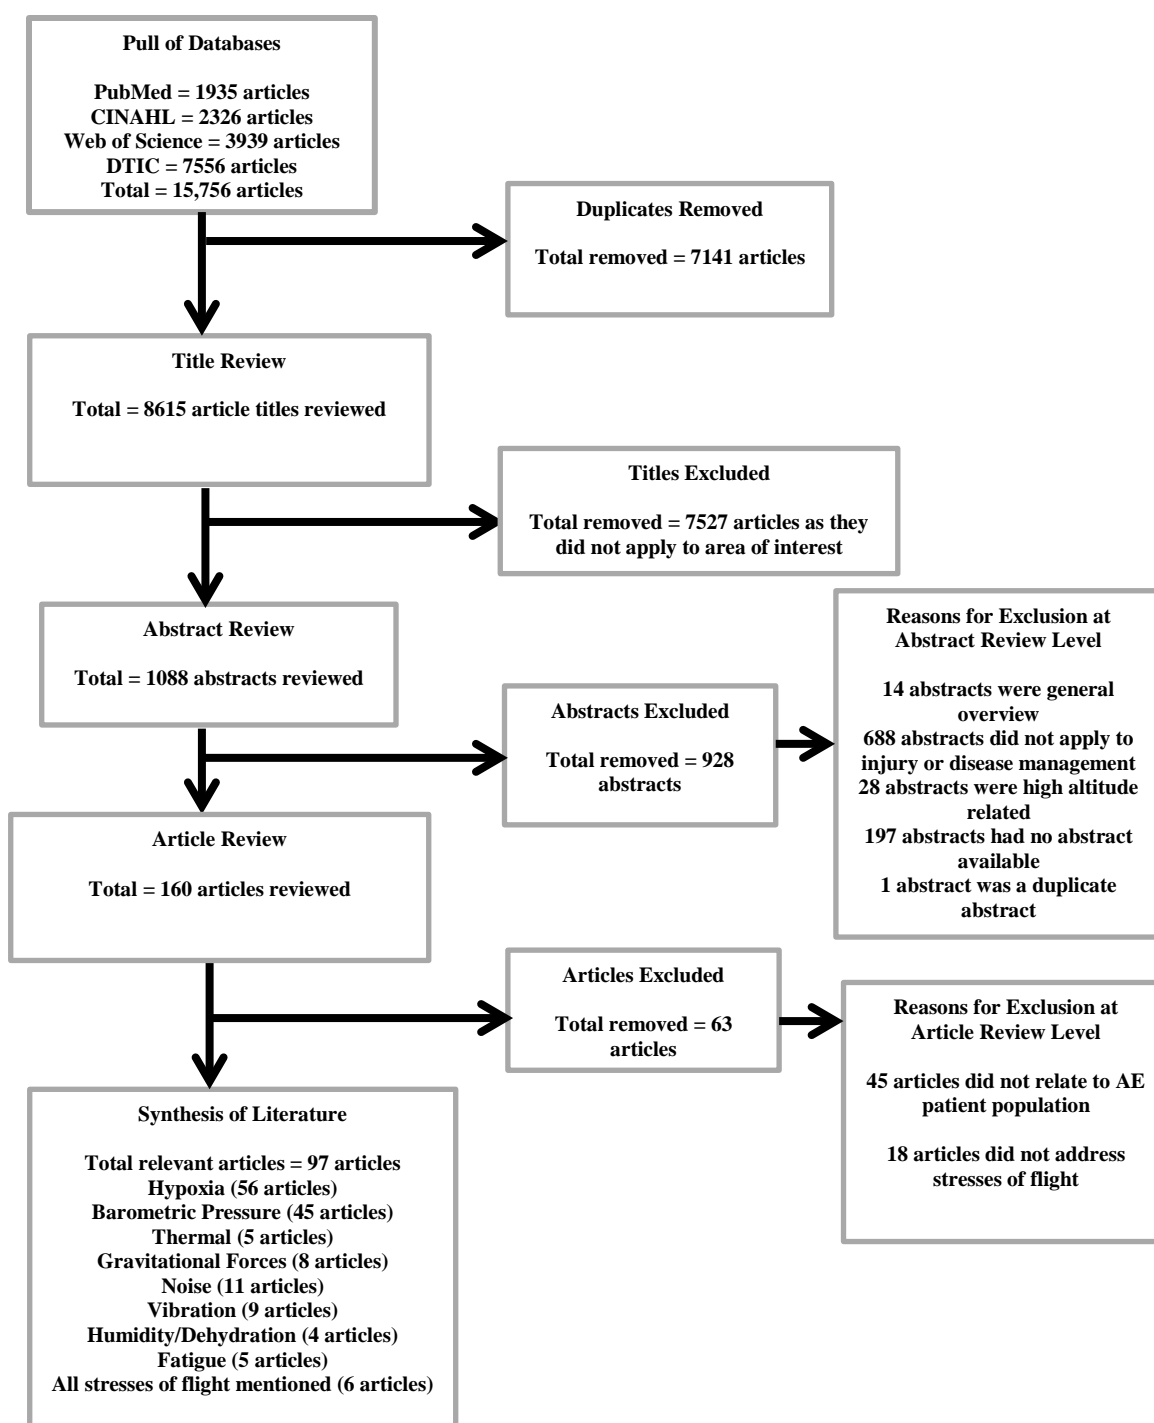 Pull of Databases
PubMed = 1935 articles
CINAHL = 2326 articles
Web of Science = 3939 articles
DTIC = 7556 articles
Total = 15,756 articles
Duplicates Removed
Total removed = 7141 articles
Title Review
Total = 8615 article titles reviewed
Titles Excluded
Total removed = 7527 articles as they
did not apply to area of interest
Abstract Review
Total = 1088 abstracts reviewed
Abstracts Excluded
Total removed = 928
abstracts
Reasons for Exclusion at
Abstract Review Level
14 abstracts were general
overview
688 abstracts did not apply to
injury or disease management
28 abstracts were high altitude
related
197 abstracts had no abstract
available
1 abstract was a duplicate
abstract
Article Review
Total = 160 articles reviewed
Articles Excluded
Total removed = 63
articles
Reasons for Exclusion at
Article Review Level
45 articles did not relate to AE
patient population
18 articles did not address
stresses of flight
Synthesis of Literature
Total relevant articles = 97 articles
Hypoxia (56 articles)
Barometric Pressure (45 articles)
Thermal (5 articles)
Gravitational Forces (8 articles)
Noise (11 articles)
Vibration (9 articles)
Humidity/Dehydration (4 articles)
Fatigue (5 articles)
All stresses of flight mentioned (6 articles)